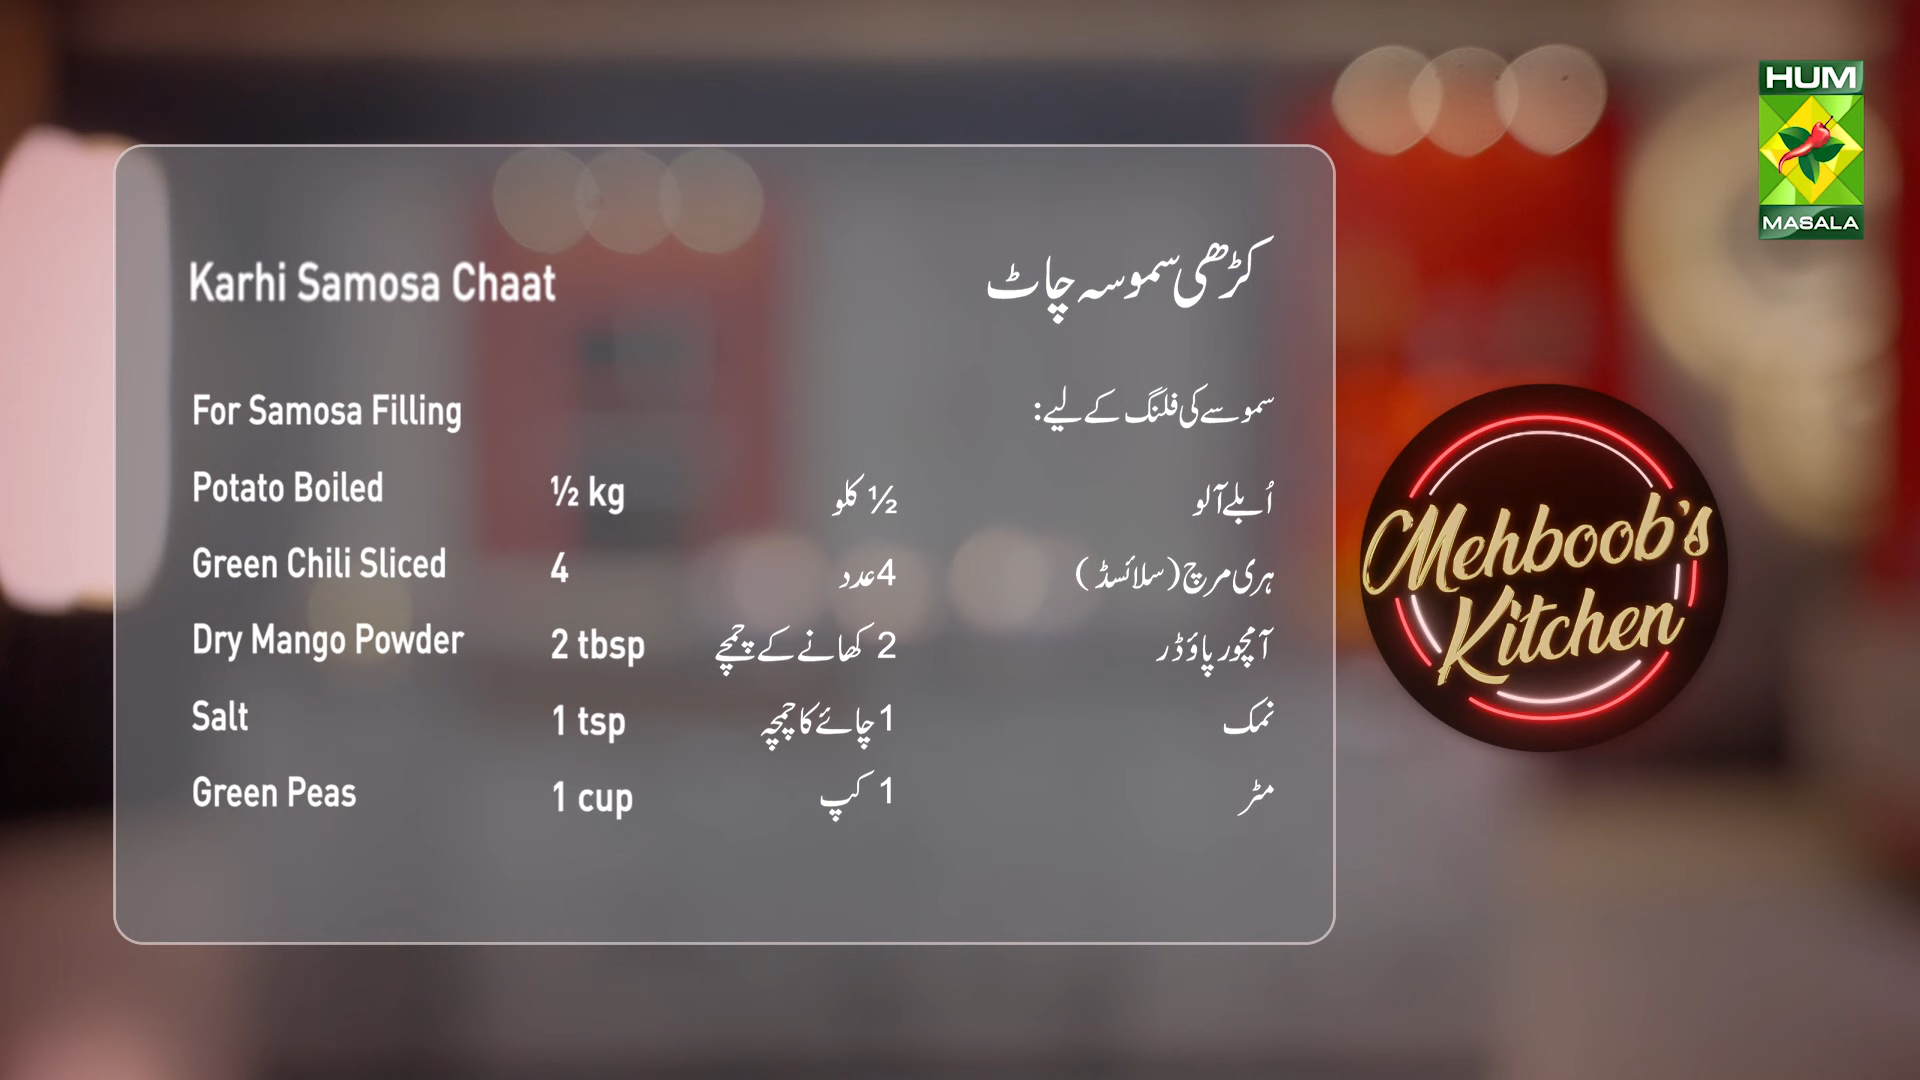 HUM
MASALA
Karhi Samosa Chaat کڑھی سموسہ چاٹ
For Samosa Filling سموسے کی فلنگ کے لیے:
Potato Boiled ½ kg ½ کلو اُبلے آلو
Green Chili Sliced 4 4 عدد ہری مرچ (سلائسڈ)
Dry Mango Powder 2 tbsp 2 کھانے کے چمچے آمچور پاؤڈر
Salt 1 tsp 1 چائے کا چمچہ نمک
Green Peas 1 cup 1 کپ مٹر
Mehboob's
Kitchen